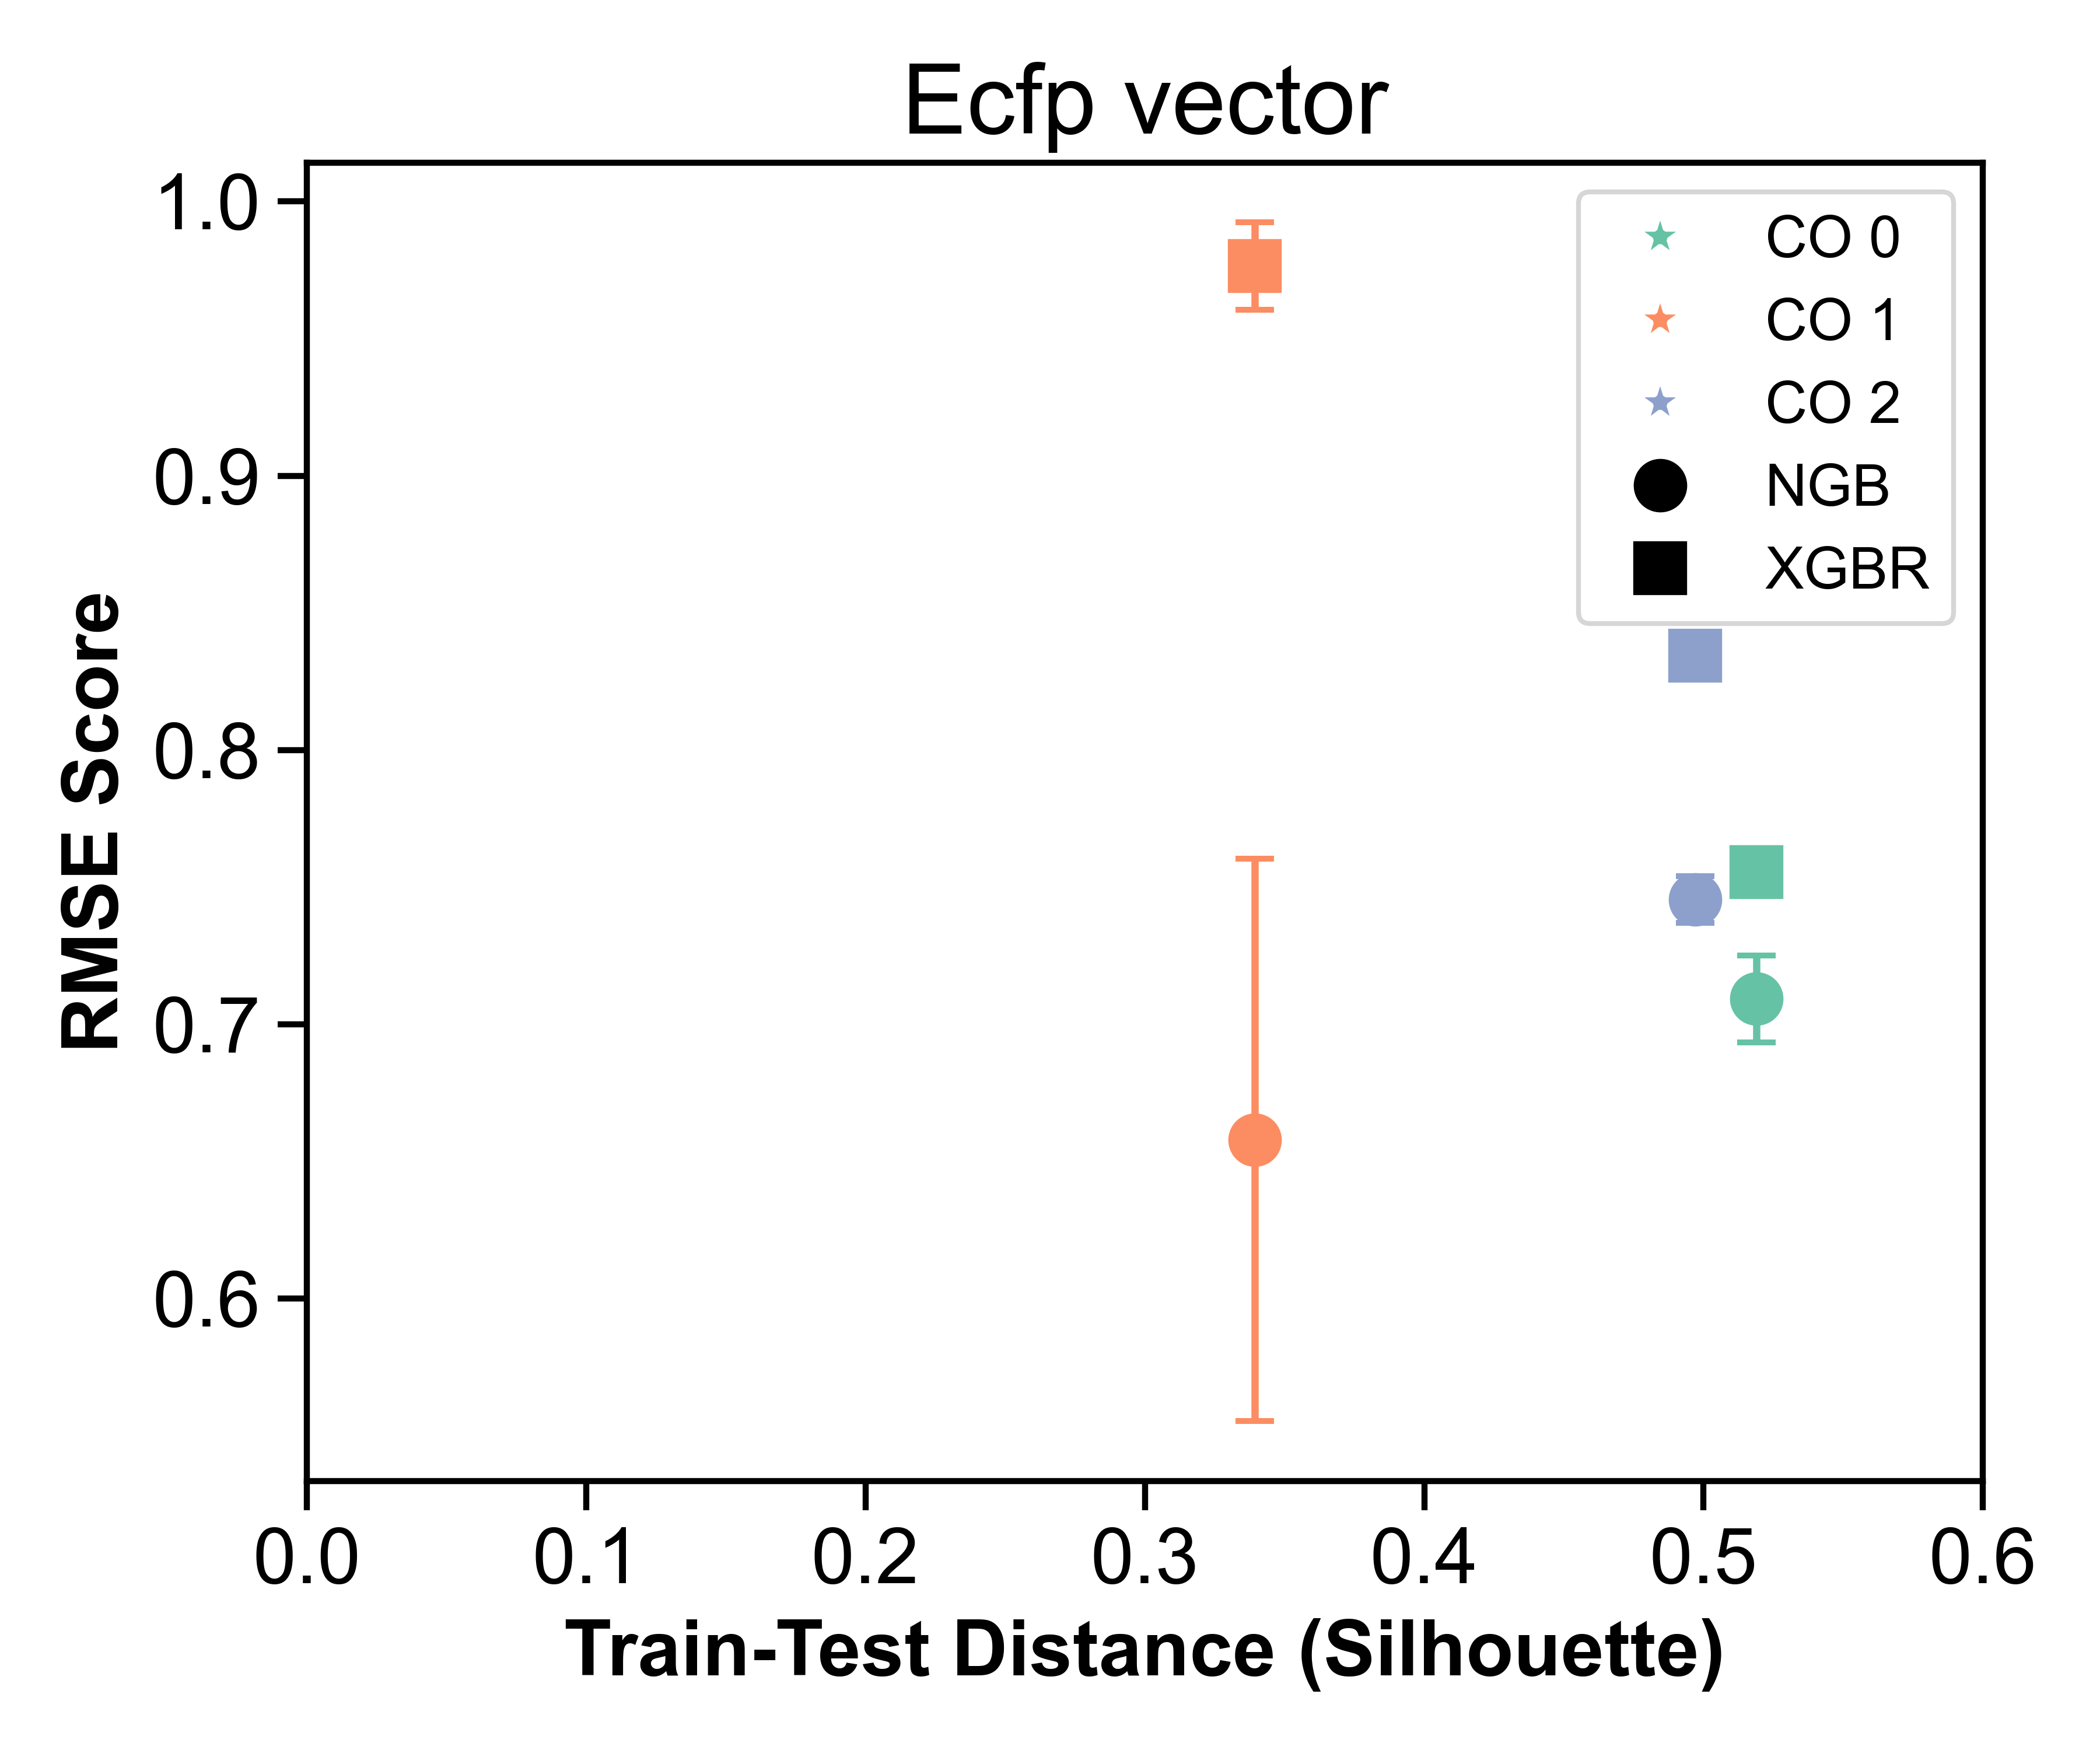 Ecfp vector
1.0
0.9
0.8
0.7
0.6
RMSE Score
CO 0
CO 1
CO 2
NGB
XGBR
0.0 0.1 0.2 0.3 0.4 0.5 0.6
Train-Test Distance (Silhouette)